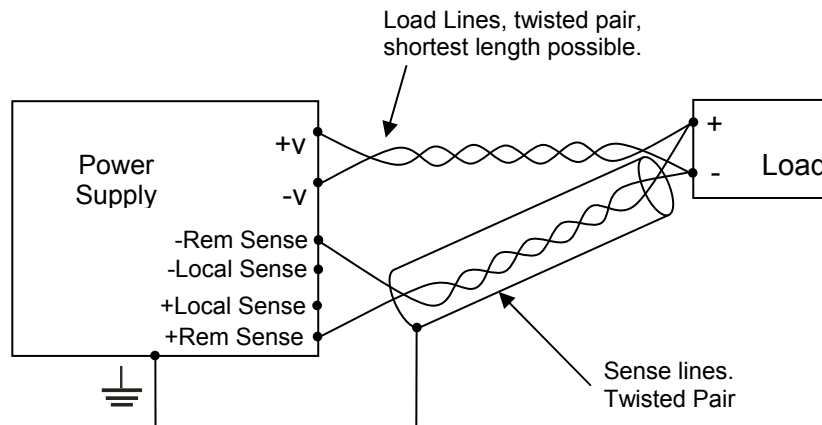 Load Lines, twisted pair,
shortest length possible.
+v
Power
Supply
-v
-Rem Sense
-Local Sense
+Local Sense
+Rem Sense
+
-
Load
Sense lines.
Twisted Pair